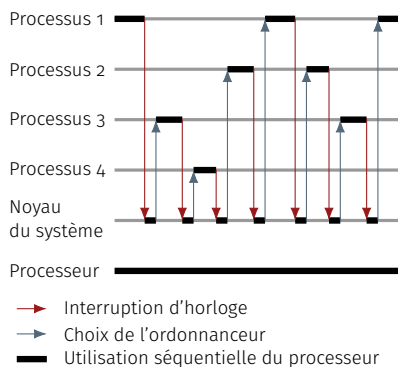 Processus 1
Processus 2
Processus 3
Processus 4
Noyau
du système
Processeur
Interruption d'horloge
Choix de l'ordonnanceur
Utilisation séquentielle du processeur